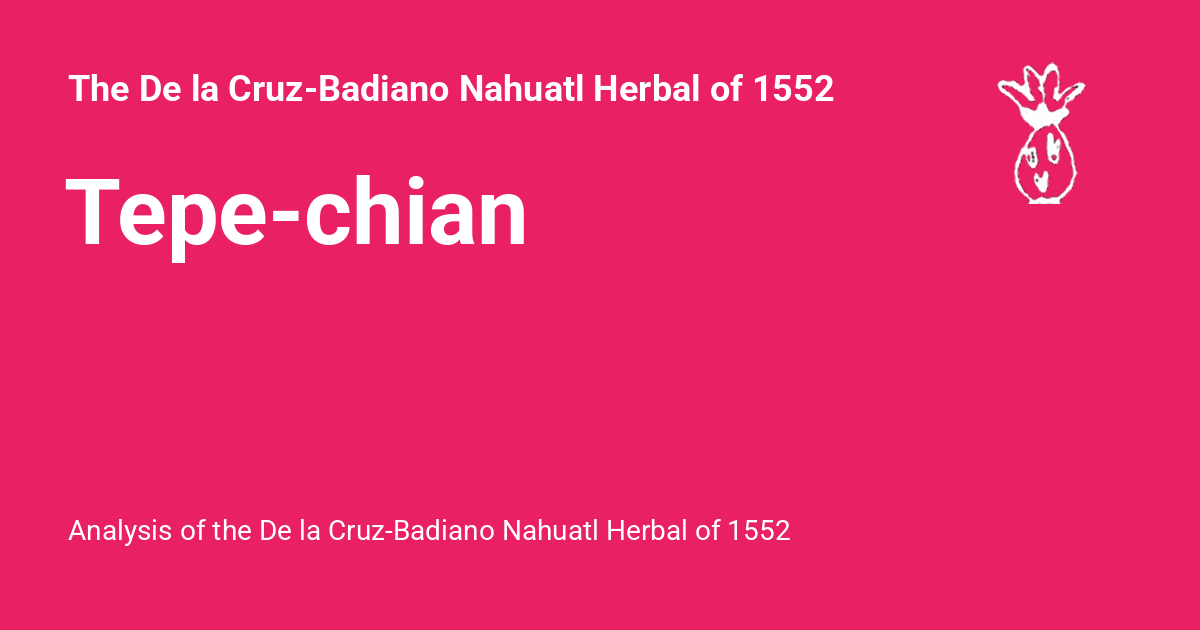 The De la Cruz-Badiano Nahuatl Herbal of 1552
Tepe-chian
Analysis of the De la Cruz-Badiano Nahuatl Herbal of 1552